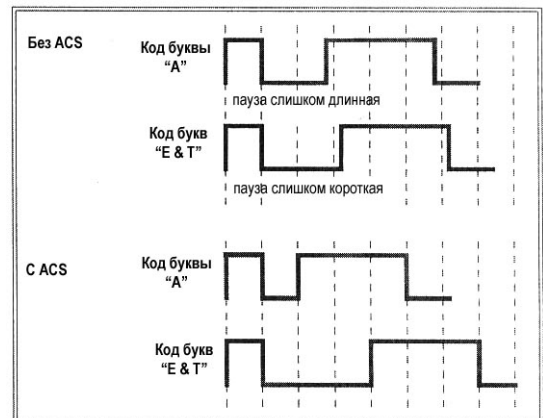 Без ACS
Код буквы
“А”
пауза слишком длинная
Код букв
“Е & Т”
пауза слишком короткая
С ACS
Код буквы
“А”
Код букв
“Е & Т”